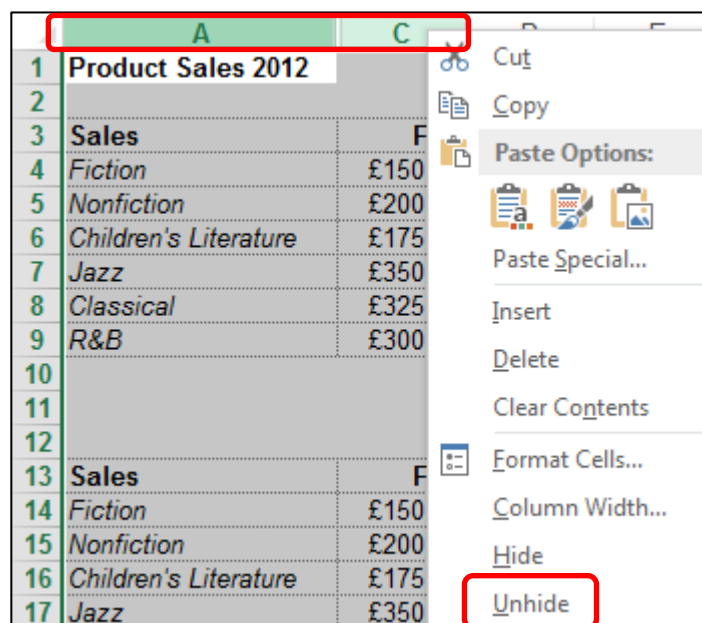 A C
1 Product Sales 2012
2
3 Sales F
4 Fiction £150
5 Nonfiction £200
6 Children's Literature £175
7 Jazz £350
8 Classical £325
9 R&B £300
10
11
12
13 Sales F
14 Fiction £150
15 Nonfiction £200
16 Children's Literature £175
17 Jazz £350
Cut
Copy
Paste Options:
Paste Special...
Insert
Delete
Clear Contents
Format Cells...
Column Width...
Hide
Unhide